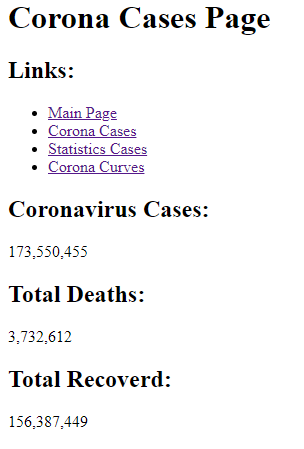 Corona Cases Page
Links:
Main Page
Corona Cases
Statistics Cases
Corona Curves
Coronavirus Cases:
173,550,455
Total Deaths:
3,732,612
Total Recoverd:
156,387,449